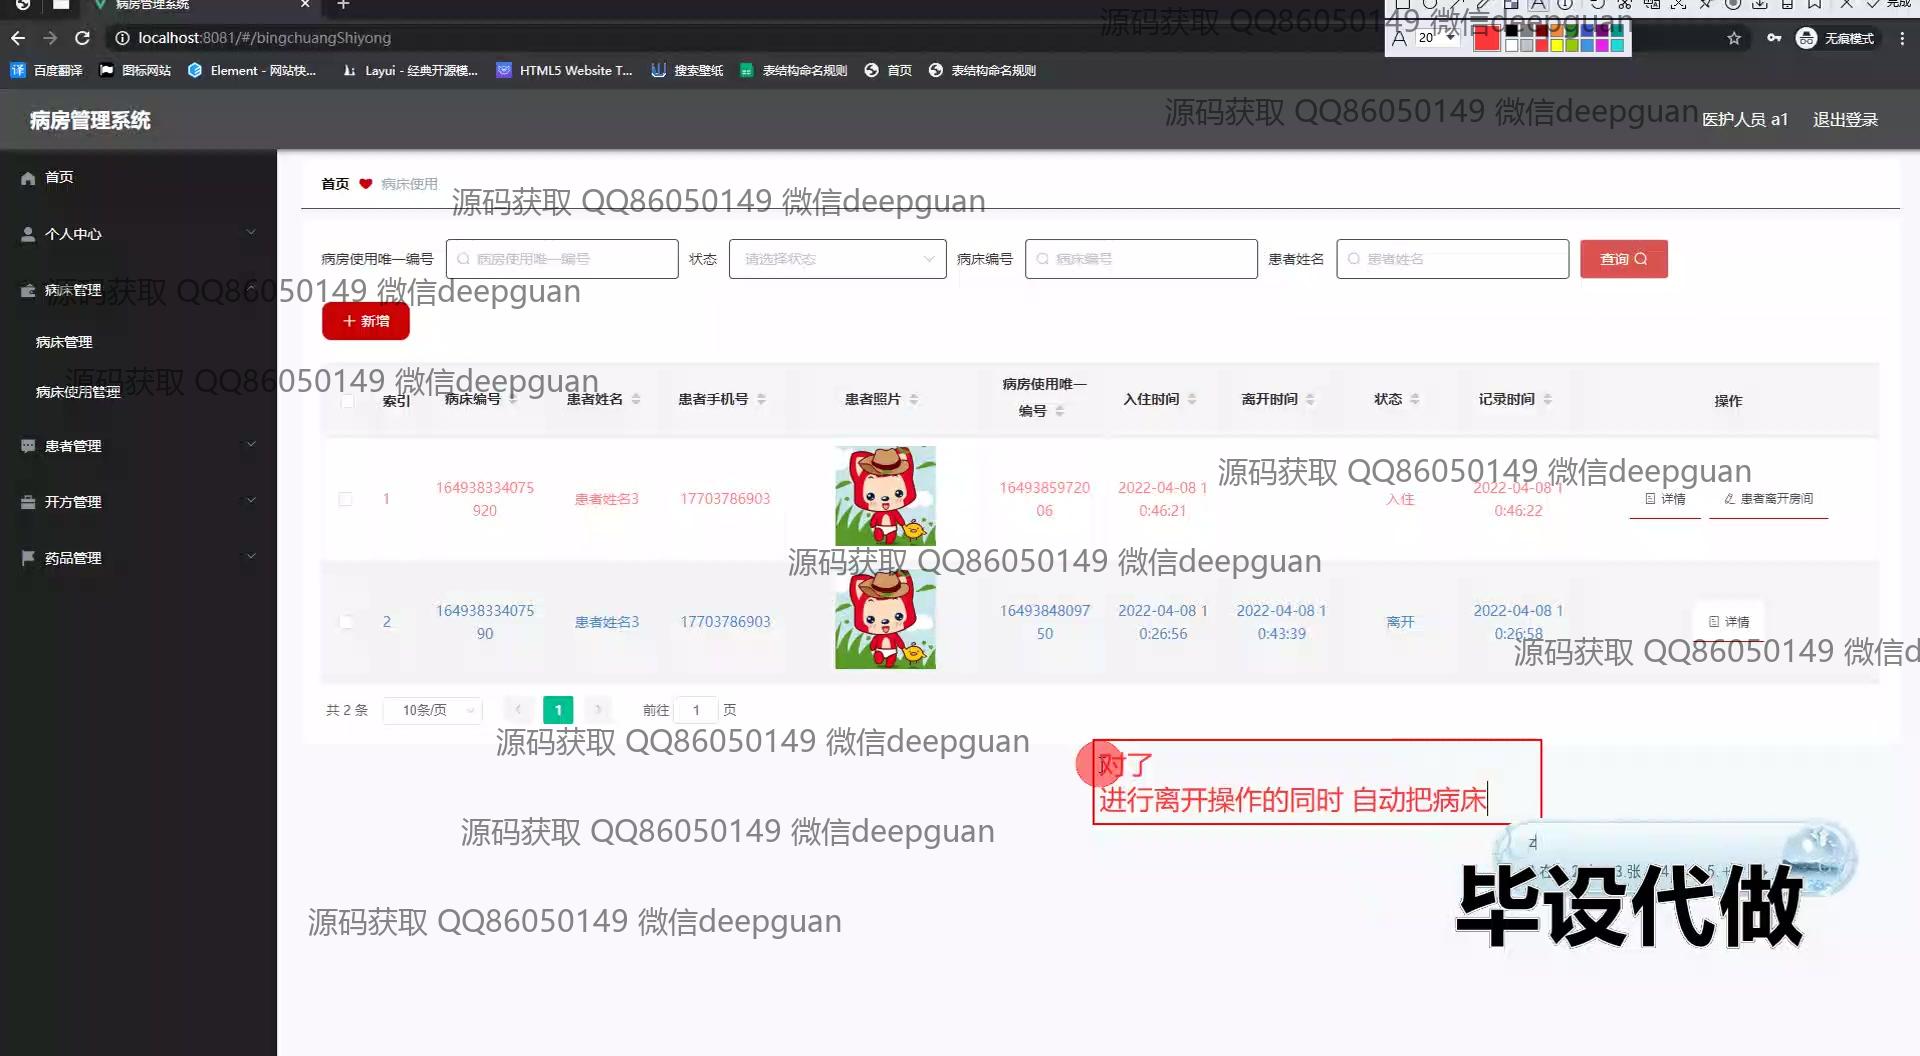 病房管理系统
完成
20
localhost:8081/#/bingchuangShiyong
无痕模式
百度翻译
图标网站
Element - 网站快...
Layui - 经典开源模...
HTML5 Website T...
搜索壁纸
表结构命名规则
首页
表结构命名规则
源码获取 QQ86050149 微信deepguan
病房管理系统
源码获取 QQ86050149 微信deepguan
医护人员 a1
退出登录
首页
个人中心
病床管理
病床管理
病床使用管理
患者管理
开方管理
药品管理
首页
病床使用
源码获取 QQ86050149 微信deepguan
病房使用唯一编号
病房使用唯一编号
状态
请选择状态
病床编号
病床编号
患者姓名
患者姓名
查询
源码获取 QQ86050149 微信deepguan
新增
源码获取 QQ86050149 微信deepguan
索引
病床编号
患者姓名
患者手机号
患者照片
病房使用唯一
编号
入住时间
离开时间
状态
记录时间
操作
源码获取 QQ86050149 微信deepguan
1
164938334075
920
患者姓名3
17703786903
16493859720
06
2022-04-08 1
0:46:21
入住
2022-04-08 1
0:46:22
详情
患者离开房间
源码获取 QQ86050149 微信deepguan
2
164938334075
90
患者姓名3
17703786903
16493848097
50
2022-04-08 1
0:26:56
2022-04-08 1
0:43:39
离开
2022-04-08 1
0:26:58
详情
源码获取 QQ86050149 微信d
共 2 条
10条/页
1
前往
1
页
源码获取 QQ86050149 微信deepguan
对了
进行离开操作的同时 自动把病床
源码获取 QQ86050149 微信deepguan
z
毕设代做
源码获取 QQ86050149 微信deepguan